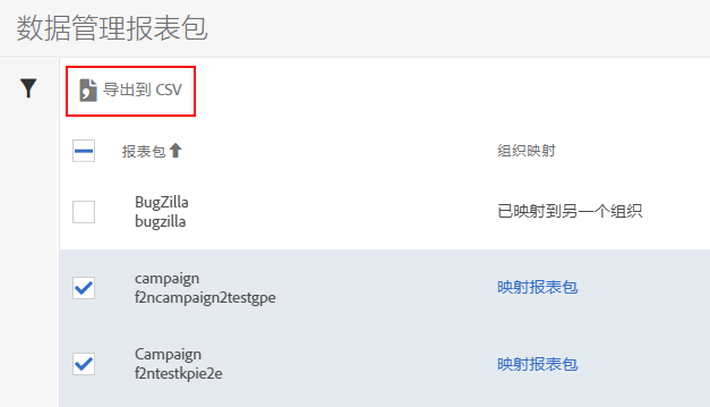 数据管理报表包
导出到 CSV
报表包 组织映射
BugZilla
bugzilla
已映射到另一个组织
campaign
f2ncampaign2testgpe
映射报表包
Campaign
f2ntestkpie2e
映射报表包